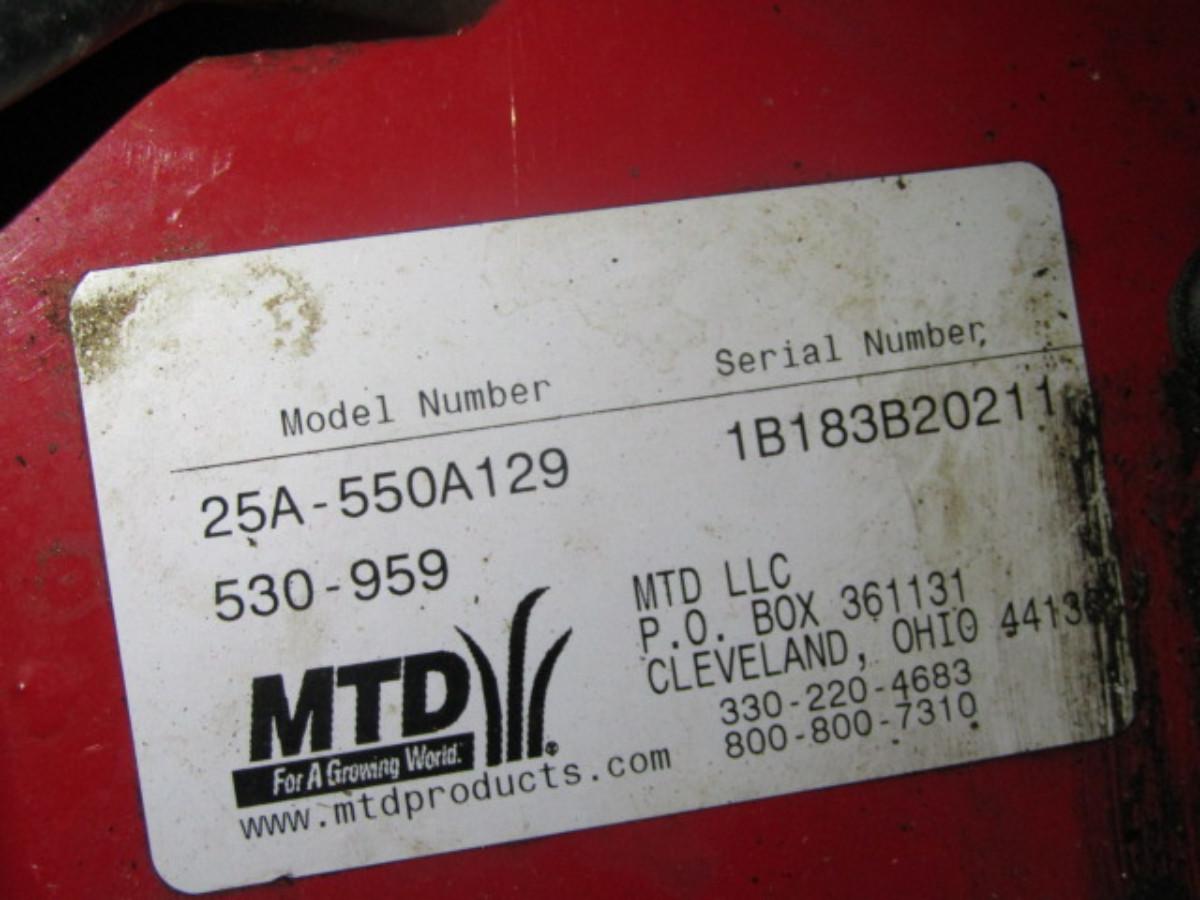 Model Number Serial Number
25A-550A129 1B183B20211
530-959
MTD LLC
P.O. BOX 361131
CLEVELAND, OHIO
330-220-4683
800-800-7310
MTD
For A Growing World.
www.mtdproducts.com